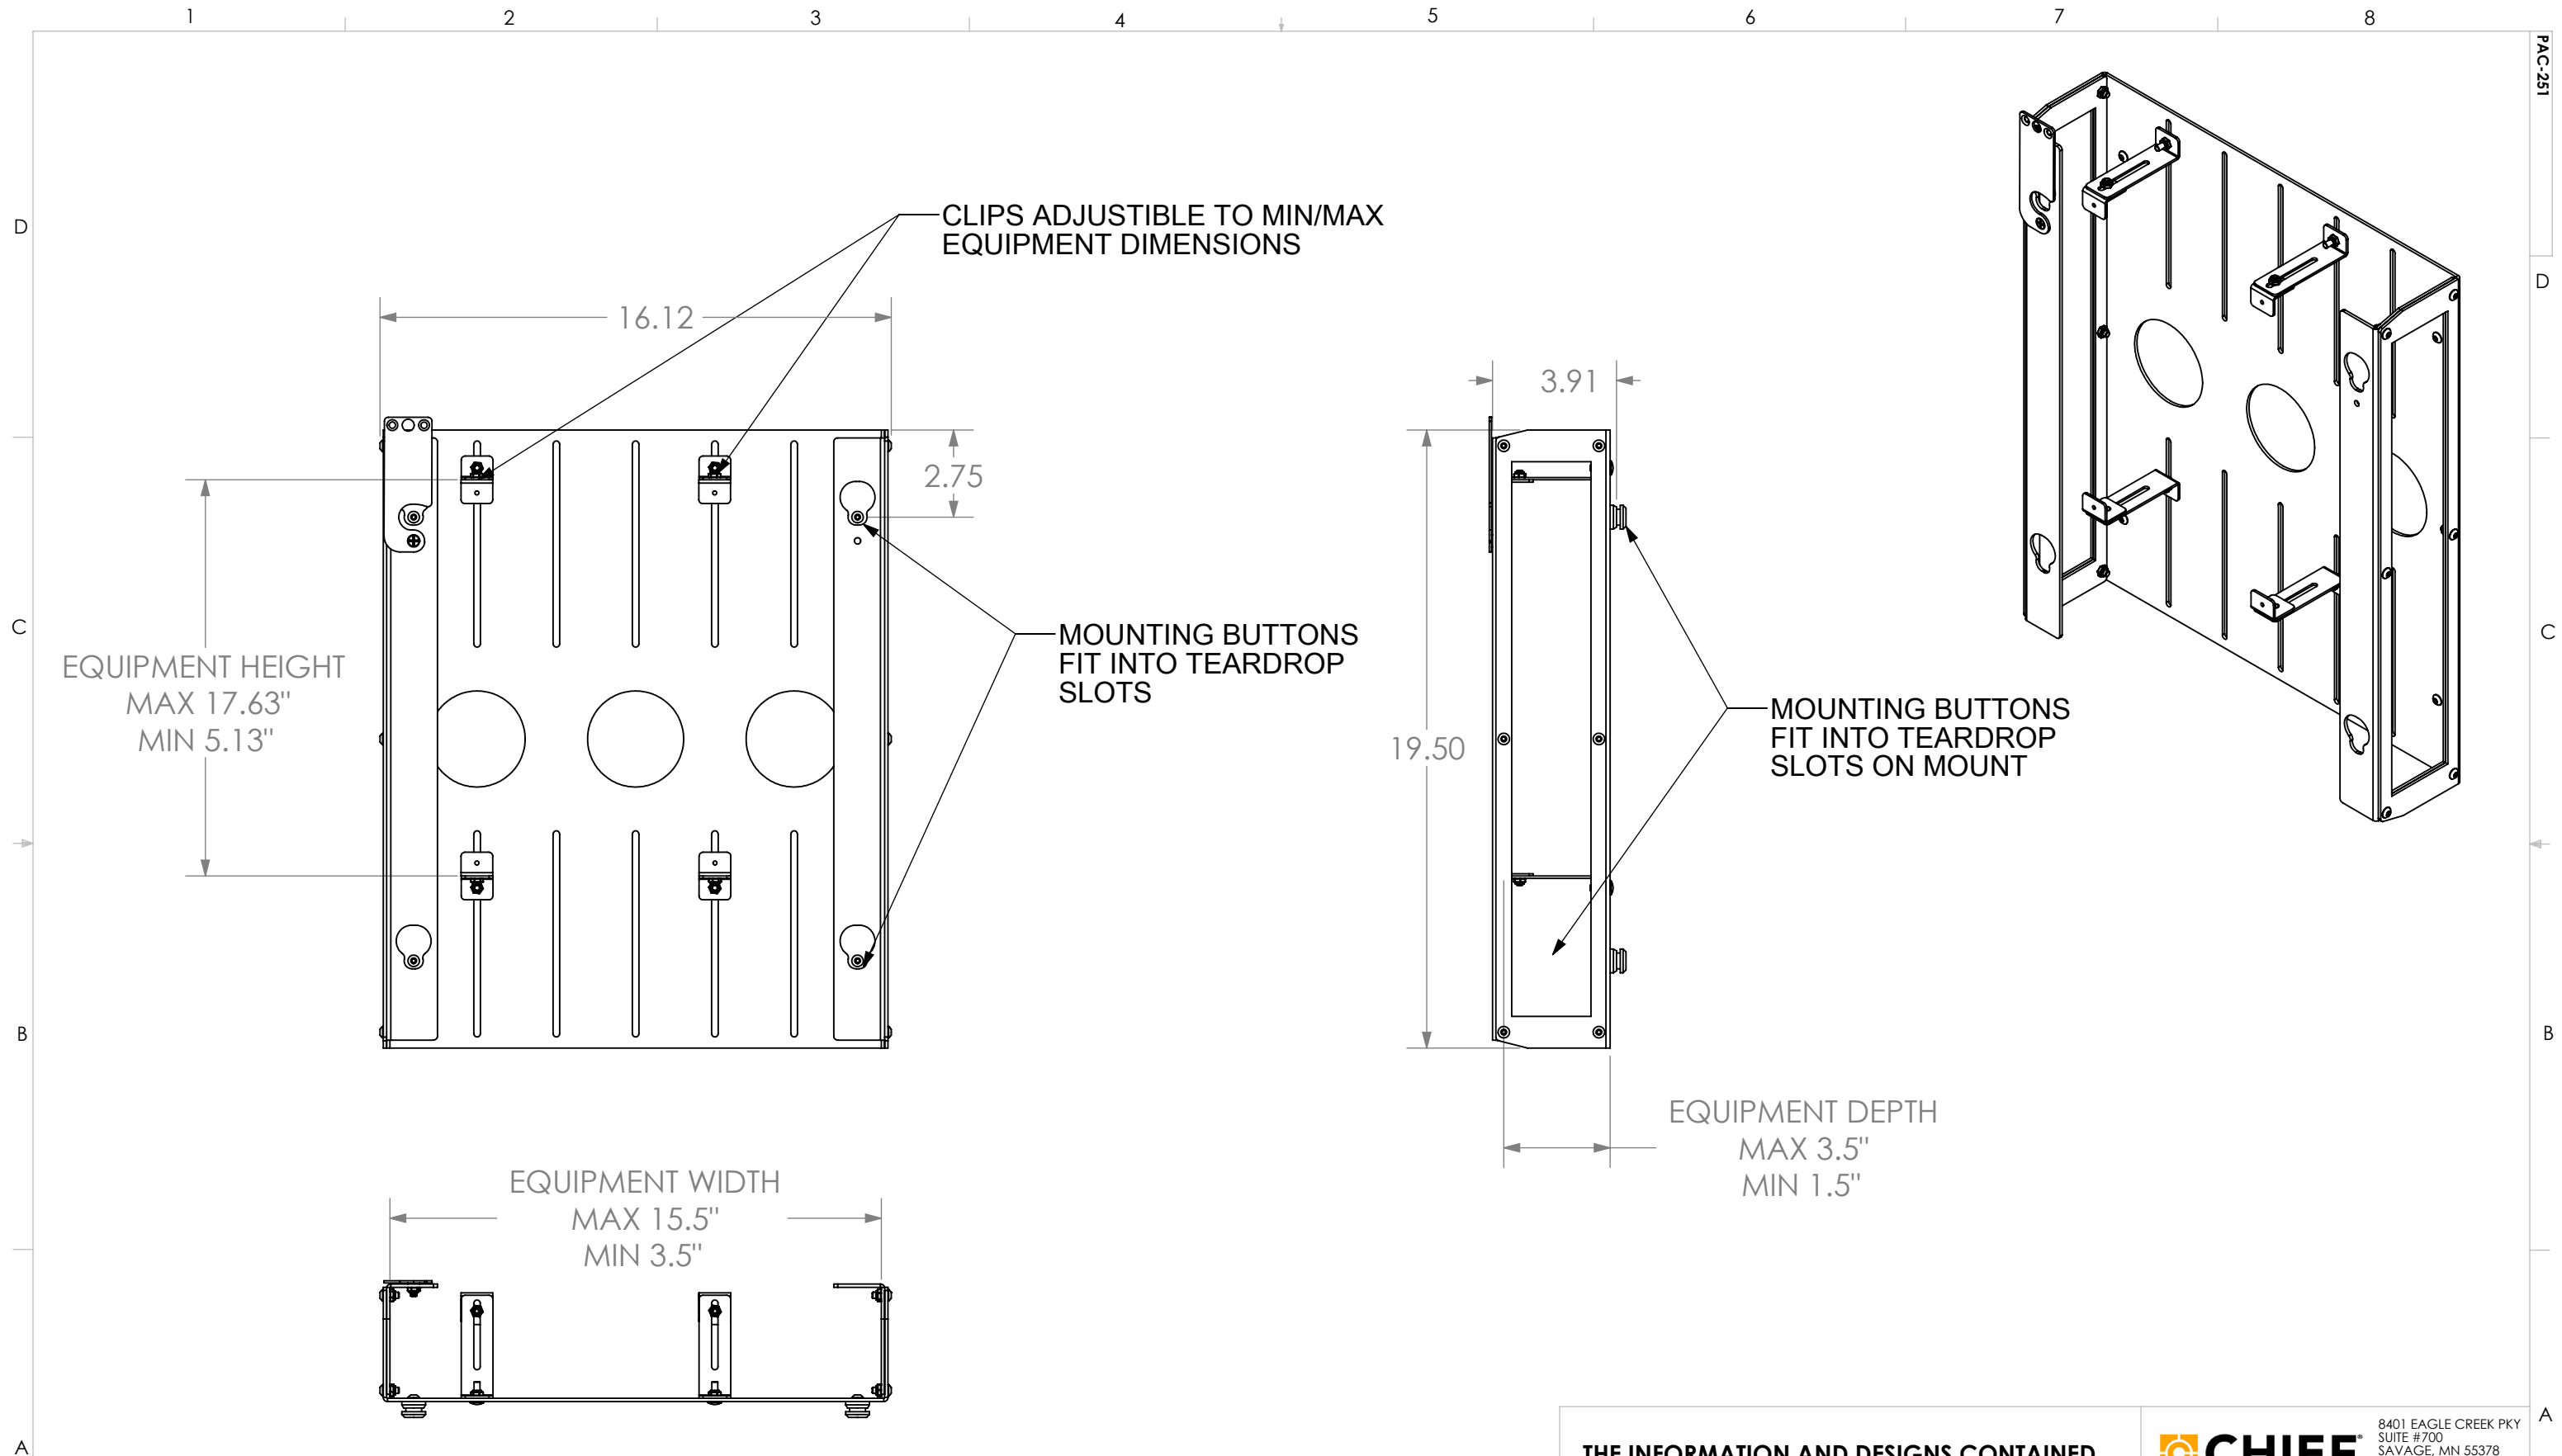 1 2 3 4 5 6 7 8
PAC-251
D
D
CLIPS ADJUSTIBLE TO MIN/MAX
EQUIPMENT DIMENSIONS
16.12
3.91
2.75
C
C
EQUIPMENT HEIGHT
MAX 17.63"
MIN 5.13"
MOUNTING BUTTONS
FIT INTO TEARDROP
SLOTS
19.50
MOUNTING BUTTONS
FIT INTO TEARDROP
SLOTS ON MOUNT
B
B
EQUIPMENT DEPTH
MAX 3.5"
MIN 1.5"
EQUIPMENT WIDTH
MAX 15.5"
MIN 3.5"
A
A
THE INFORMATION AND DESIGNS CONTAINED
CHIEF®
8401 EAGLE CREEK PKY
SUITE #700
SAVAGE, MN 55378